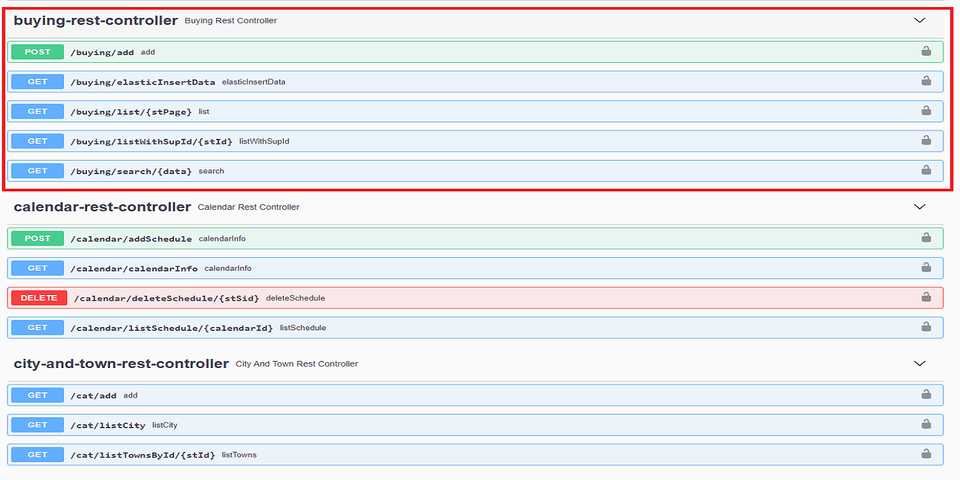 buying-rest-controller Buying Rest Controller
POST /buying/add add
GET /buying/elasticInsertData elasticInsertData
GET /buying/list/{stPage} list
GET /buying/listWithSupId/{stId} listWithSupId
GET /buying/search/{data} search
calendar-rest-controller Calendar Rest Controller
POST /calendar/addSchedule calendarInfo
GET /calendar/calendarInfo calendarInfo
DELETE /calendar/deleteSchedule/{stSid} deleteSchedule
GET /calendar/listSchedule/{calendarId} listSchedule
city-and-town-rest-controller City And Town Rest Controller
GET /cat/add add
GET /cat/listCity listCity
GET /cat/listTownsById/{stId} listTowns